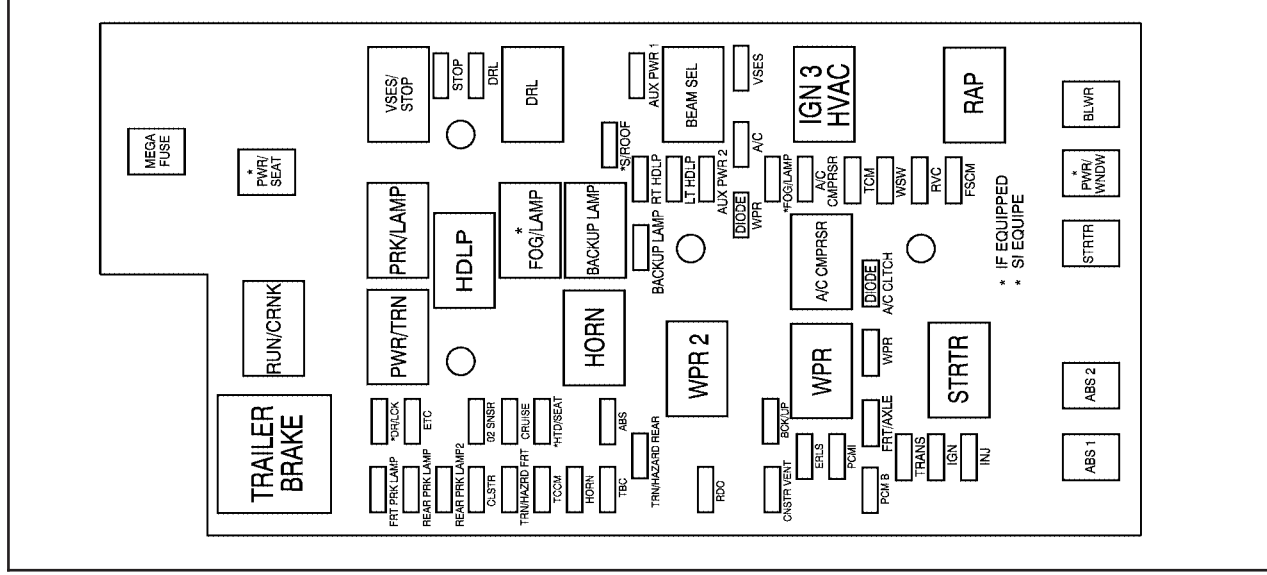 MEGA
FUSE
*
PWR/
SEAT
RUN/CRNK
TRAILER
BRAKE
VSES/
STOP
STOP
DRL
DRL
PRK/LAMP
HDLP
*
FOG/LAMP
BACKUP LAMP
PWR/TRN
HORN
*DR/LCK
ETC
02 SNSR
CRUISE
*HTD/SEAT
ABS
FRT PRK LAMP
REAR PRK LAMP
REAR PRK LAMP2
CLSTR
TRN/HAZRD FRT
TCCM
HORN
TBC
TRN/HAZARD REAR
*S/ROOF
AUX PWR 1
BEAM SEL
VSES
RT HDLP
LT HDLP
AUX PWR 2
A/C
BACKUP LAMP
DIODE
WPR
WPR 2
RDC
IGN 3
HVAC
RAP
*FOG/LAMP
A/C
CMPRSR
TCM
WSW
RVC
FSCM
A/C CMPRSR
DIODE
A/C CLTCH
WPR
WPR
STRTR
BCK/UP
CNSTR VENT
ERLS
PCMI
FRT/AXLE
PCM B
TRANS
IGN
INJ
* IF EQUIPPED
* SI EQUIPE
BLWR
*
PWR/
WNDW
STRTR
ABS 2
ABS 1